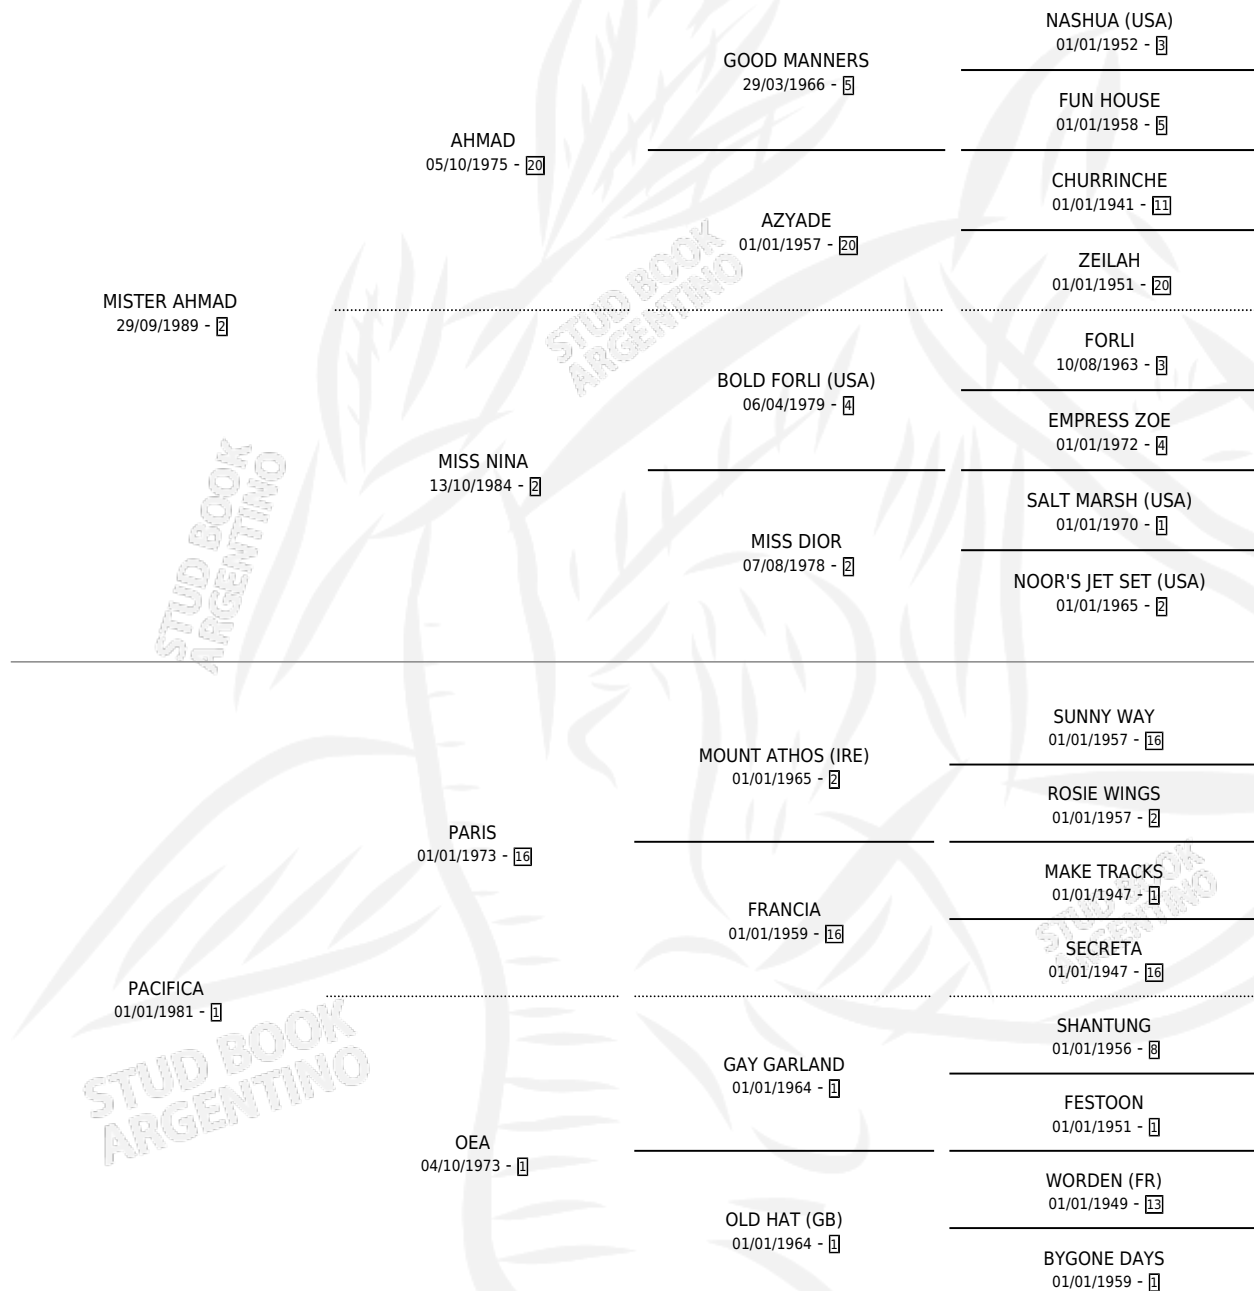 NASHUA (USA)
01/01/1952 - 3
GOOD MANNERS
29/03/1966 - 5
FUN HOUSE
01/01/1958 - 5
AHMAD
05/10/1975 - 20
CHURRINCHE
01/01/1941 - 11
AZYADE
01/01/1957 - 20
ZEILAH
01/01/1951 - 20
MISTER AHMAD
29/09/1989 - 2
STUD BOOK
ARGENTINO
FORLI
10/08/1963 - 3
BOLD FORLI (USA)
06/04/1979 - 4
EMPRESS ZOE
01/01/1972 - 4
MISS NINA
13/10/1984 - 2
SALT MARSH (USA)
01/01/1970 - 1
MISS DIOR
07/08/1978 - 2
NOOR'S JET SET (USA)
01/01/1965 - 2
STUD BOOK
ARGENTINO
SUNNY WAY
01/01/1957 - 16
MOUNT ATHOS (IRE)
01/01/1965 - 2
ROSIE WINGS
01/01/1957 - 2
PARIS
01/01/1973 - 16
MAKE TRACKS
01/01/1947 - 1
FRANCIA
01/01/1959 - 16
STUD BOOK
ARGENTINO
SECRETA
01/01/1947 - 16
PACIFICA
01/01/1981 - 1
STUD BOOK
ARGENTINO
SHANTUNG
01/01/1956 - 8
GAY GARLAND
01/01/1964 - 1
FESTOON
01/01/1951 - 1
OEA
04/10/1973 - 1
WORDEN (FR)
01/01/1949 - 13
OLD HAT (GB)
01/01/1964 - 1
BYGONE DAYS
01/01/1959 - 1